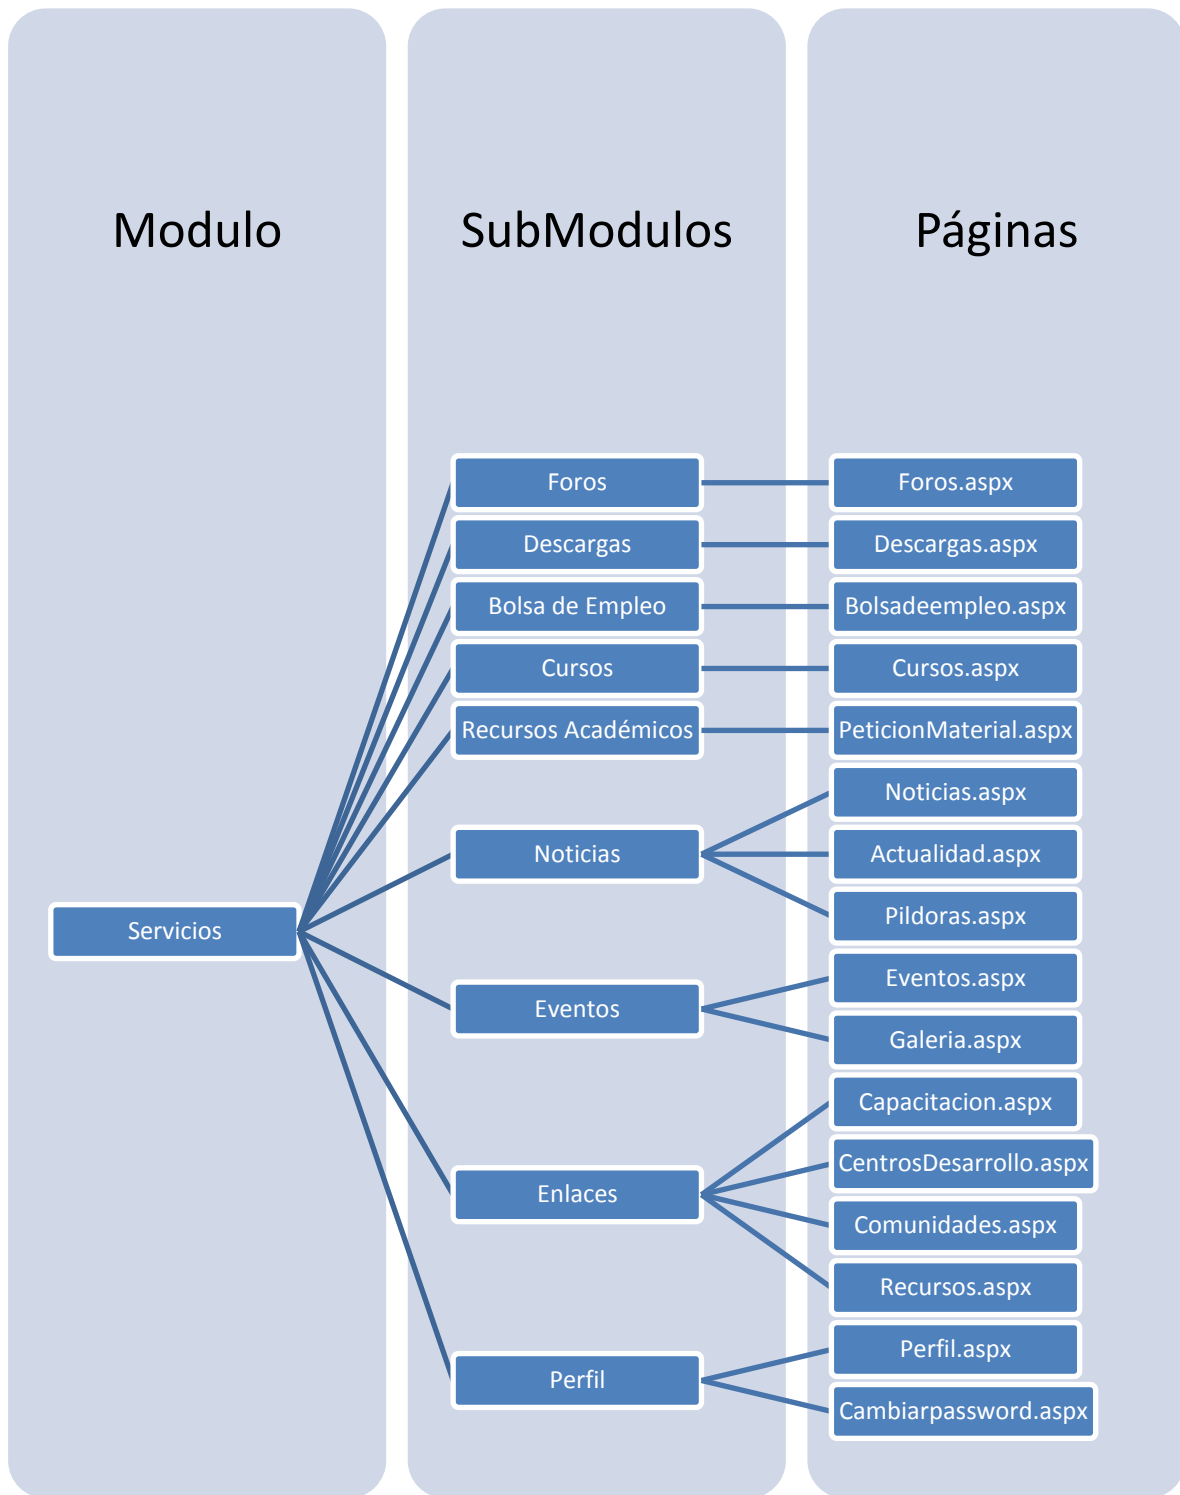 Modulo
SubModulos
Páginas
Foros
Foros.aspx
Descargas
Descargas.aspx
Bolsa de Empleo
Bolsadeempleo.aspx
Cursos
Cursos.aspx
Recursos Académicos
PeticionMaterial.aspx
Noticias.aspx
Noticias
Actualidad.aspx
Pildoras.aspx
Servicios
Eventos.aspx
Eventos
Galeria.aspx
Capacitacion.aspx
CentrosDesarrollo.aspx
Enlaces
Comunidades.aspx
Recursos.aspx
Perfil.aspx
Perfil
Cambiarpassword.aspx